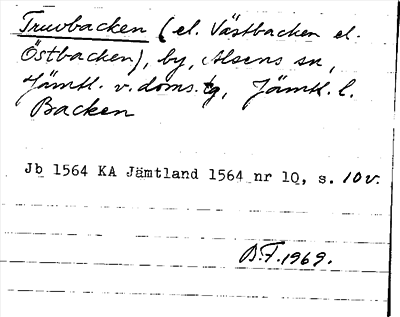 Truvbacken (el. Västbacken el.
Östbacken), by, Alsens sn,
Jämtl. v. doms. tg, Jämtl. l.
Backen
Jb 1564 KA Jämtland 1564 nr 10, s. 10v.
B.F. 1969.